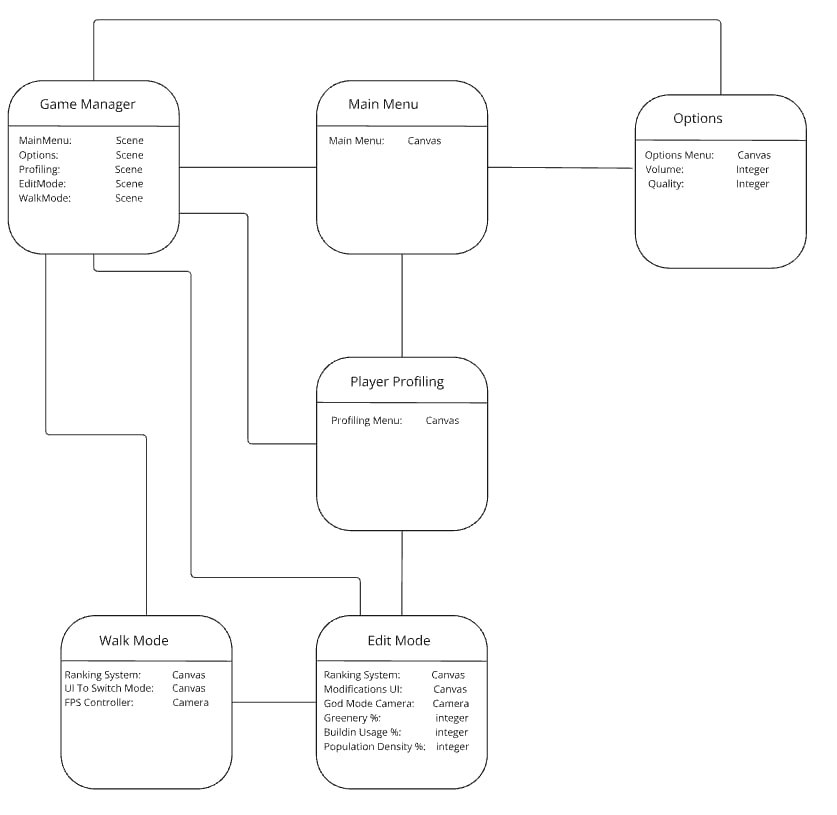 Game Manager
MainMenu: Scene
Options: Scene
Profiling: Scene
EditMode: Scene
WalkMode: Scene
Main Menu
Main Menu: Canvas
Options
Options Menu: Canvas
Volume: Integer
Quality: Integer
Player Profiling
Profiling Menu: Canvas
Walk Mode
Ranking System: Canvas
UI To Switch Mode: Canvas
FPS Controller: Camera
Edit Mode
Ranking System: Canvas
Modifications UI: Canvas
God Mode Camera: Camera
Greenery %: integer
Buildin Usage %: integer
Population Density %: integer